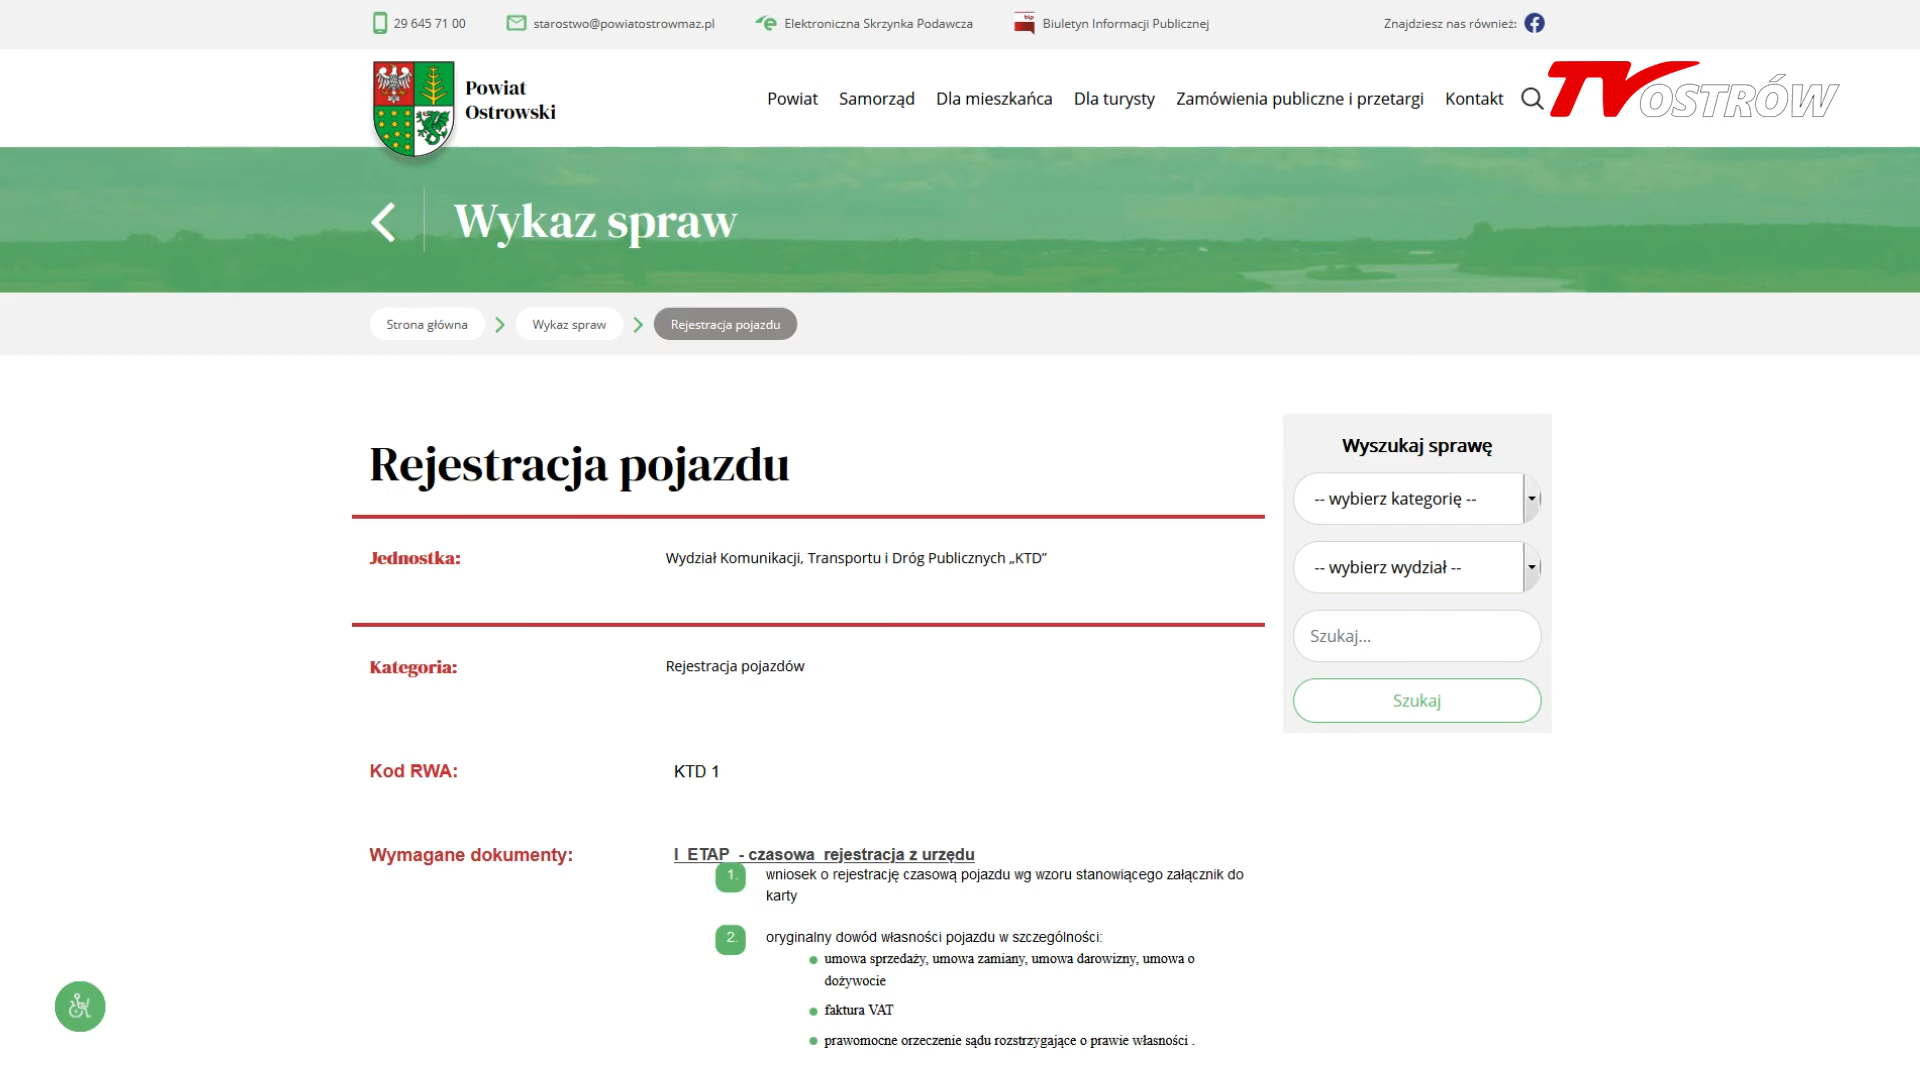 29 645 71 00
starostwo@powiatostrowmaz.pl
Elektroniczna Skrzynka Podawcza
bip
Biuletyn Informacji Publicznej
Znajdziesz nas również:
Powiat
Ostrowski
Powiat
Samorząd
Dla mieszkańca
Dla turysty
Zamówienia publiczne i przetargi
Kontakt
TV OSTRÓW
Wykaz spraw
Strona główna
Wykaz spraw
Rejestracja pojazdu
Rejestracja pojazdu
Jednostka:
Wydział Komunikacji, Transportu i Dróg Publicznych „KTD”
Kategoria:
Rejestracja pojazdów
Kod RWA:
KTD 1
Wymagane dokumenty:
I ETAP - czasowa rejestracja z urzędu
1. wniosek o rejestrację czasową pojazdu wg wzoru stanowiącego załącznik do
karty
2. oryginalny dowód własności pojazdu w szczególności:
umowa sprzedaży, umowa zamiany, umowa darowizny, umowa o
dożywocie
faktura VAT
prawomocne orzeczenie sądu rozstrzygające o prawie własności .
Wyszukaj sprawę
-- wybierz kategorię --
-- wybierz wydział --
Szukaj...
Szukaj